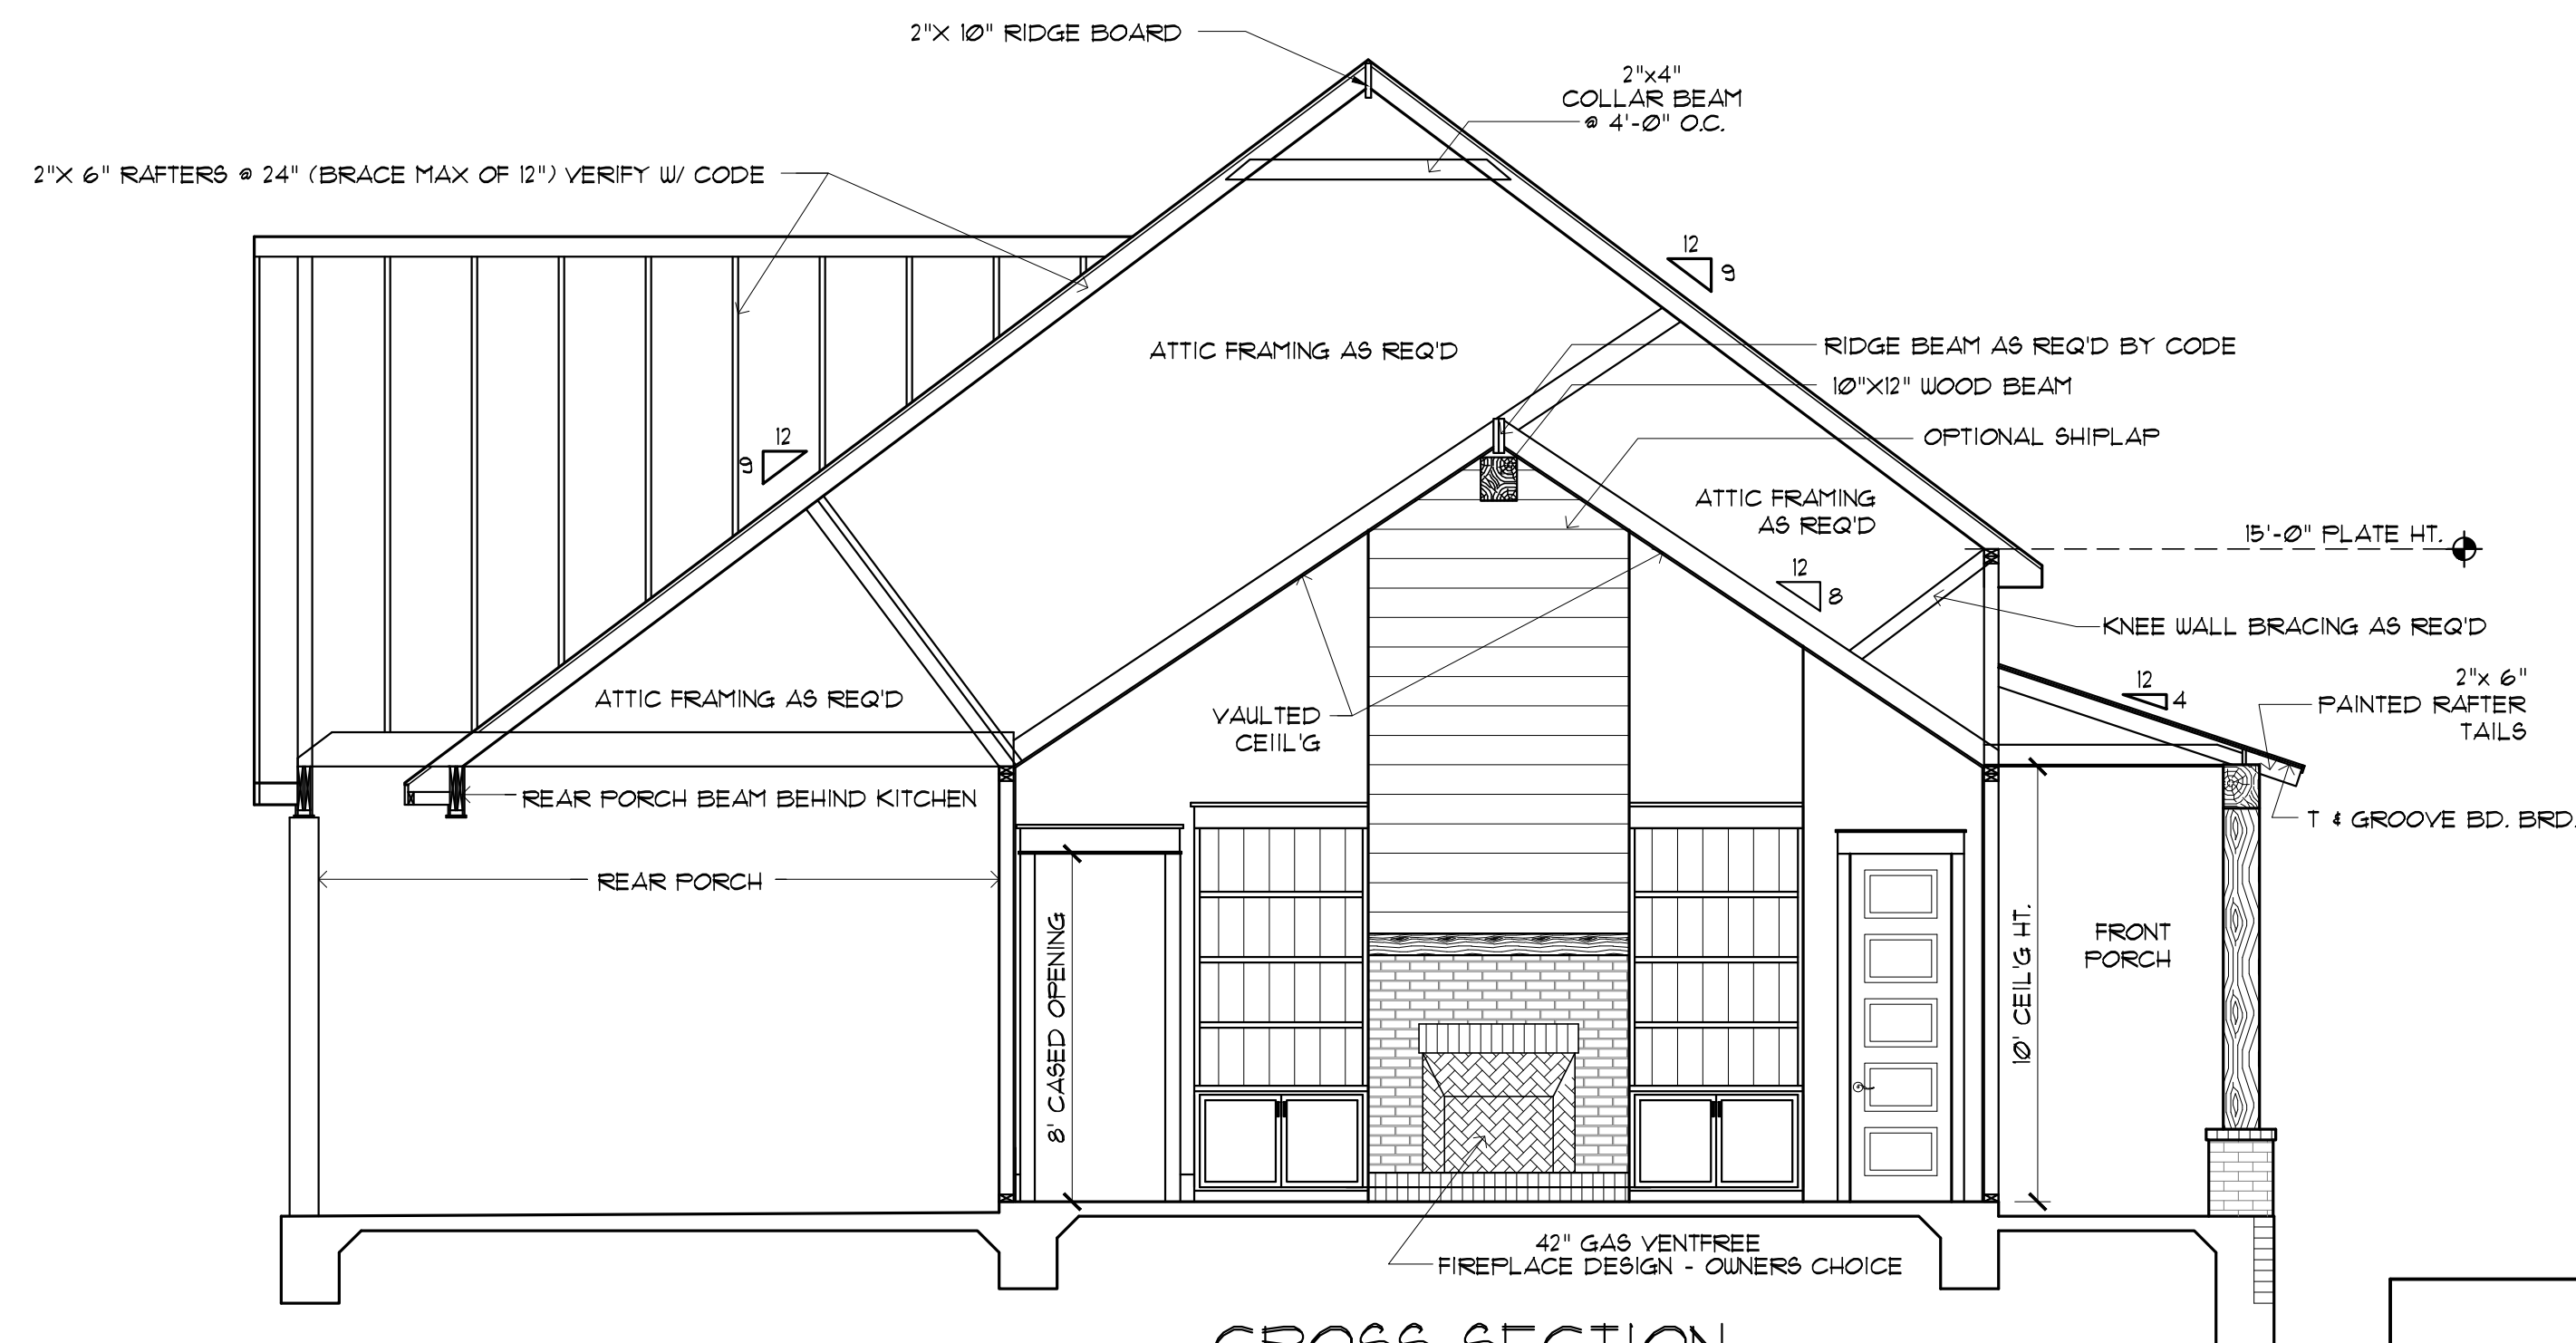 2"X 10" RIDGE BOARD
2"x4"
COLLAR BEAM
@ 4'-0" O.C.
2"X 6" RAFTERS @ 24" (BRACE MAX OF 12") VERIFY W/ CODE
12
9
ATTIC FRAMING AS REQ'D
RIDGE BEAM AS REQ'D BY CODE
10"X12" WOOD BEAM
OPTIONAL SHIPLAP
12
9
ATTIC FRAMING
AS REQ'D
15'-0" PLATE HT.
12
8
KNEE WALL BRACING AS REQ'D
12
4
2"x 6"
PAINTED RAFTER
TAILS
ATTIC FRAMING AS REQ'D
VAULTED
CEIIL'G
REAR PORCH BEAM BEHIND KITCHEN
T & GROOVE BD. BRD.
REAR PORCH
8' CASED OPENING
10' CEIL'G HT.
FRONT
PORCH
42" GAS VENTFREE
FIREPLACE DESIGN - OWNERS CHOICE
CROSS SECTION